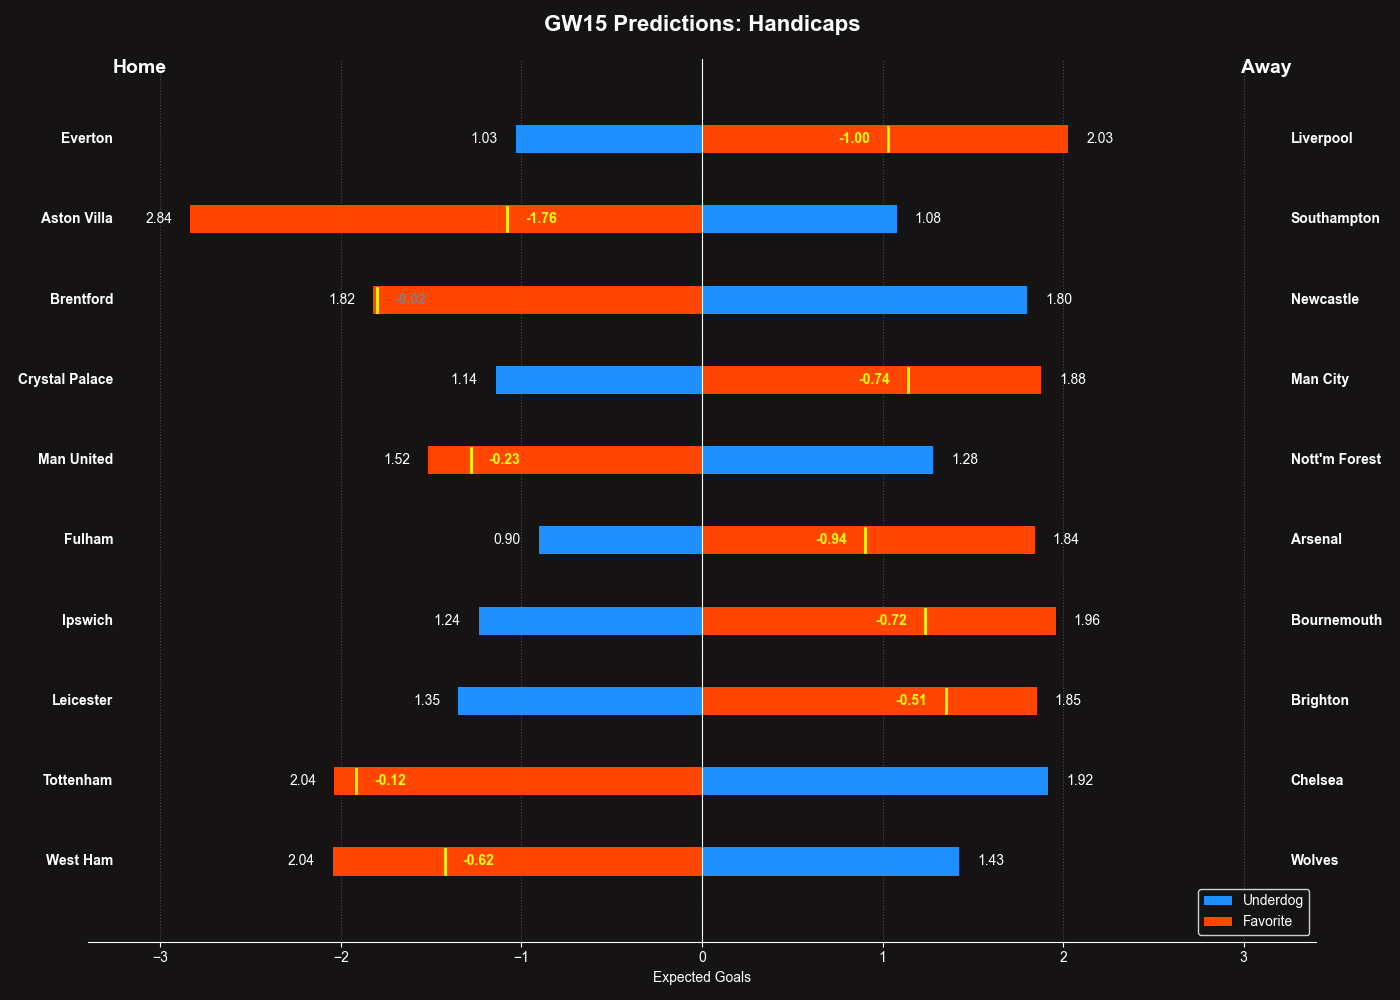 GW15 Predictions: Handicaps
Home Away
Everton 1.03 -1.00 2.03 Liverpool
Aston Villa 2.84 -1.76 1.08 Southampton
Brentford 1.82 -0.02 1.80 Newcastle
Crystal Palace 1.14 -0.74 1.88 Man City
Man United 1.52 -0.23 1.28 Nott'm Forest
Fulham 0.90 -0.94 1.84 Arsenal
Ipswich 1.24 -0.72 1.96 Bournemouth
Leicester 1.35 -0.51 1.85 Brighton
Tottenham 2.04 -0.12 1.92 Chelsea
West Ham 2.04 -0.62 1.43 Wolves
Underdog
Favorite
−3 −2 −1 0 1 2 3
Expected Goals